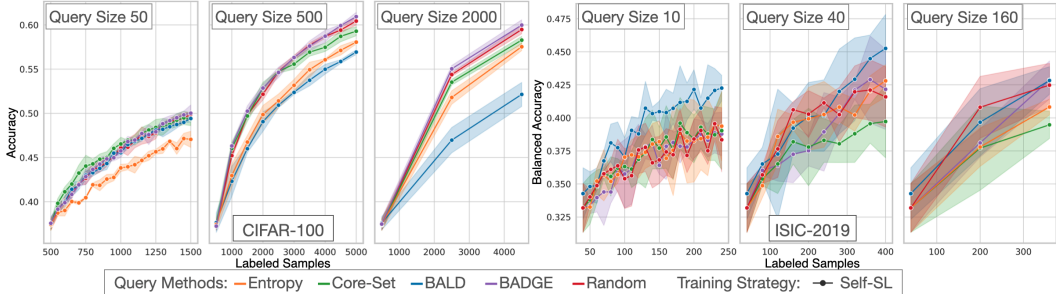 Query Size 50
Query Size 500
Query Size 2000
Query Size 10
Query Size 40
Query Size 160
Accuracy
0.60
0.55
0.50
0.45
0.40
Balanced Accuracy
0.475
0.450
0.425
0.400
0.375
0.350
0.325
CIFAR-100
ISIC-2019
500 750 1000 1250 1500
1000 2000 3000 4000 5000
1000 2000 3000 4000
50 100 150 200 250
100 200 300 400
100 200 300
Labeled Samples
Labeled Samples
Query Methods: Entropy Core-Set BALD BADGE Random Training Strategy: Self-SL